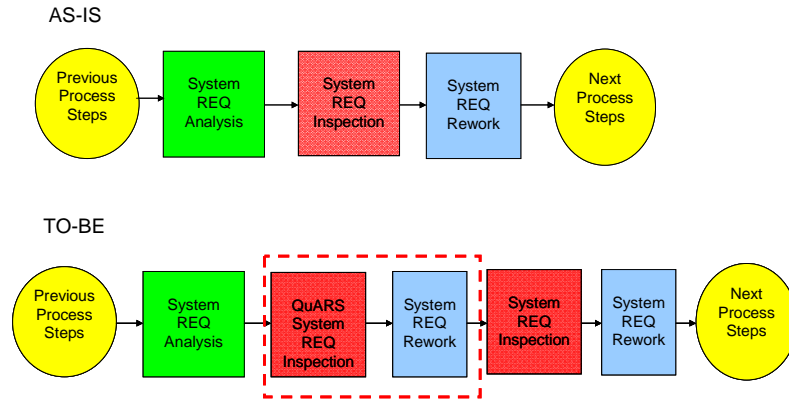 AS-IS
Previous
Process
Steps
System
REQ
Analysis
System
REQ
Inspection
System
REQ
Rework
Next
Process
Steps
TO-BE
Previous
Process
Steps
System
REQ
Analysis
QuARS
System
REQ
Inspection
System
REQ
Rework
System
REQ
Inspection
System
REQ
Rework
Next
Process
Steps